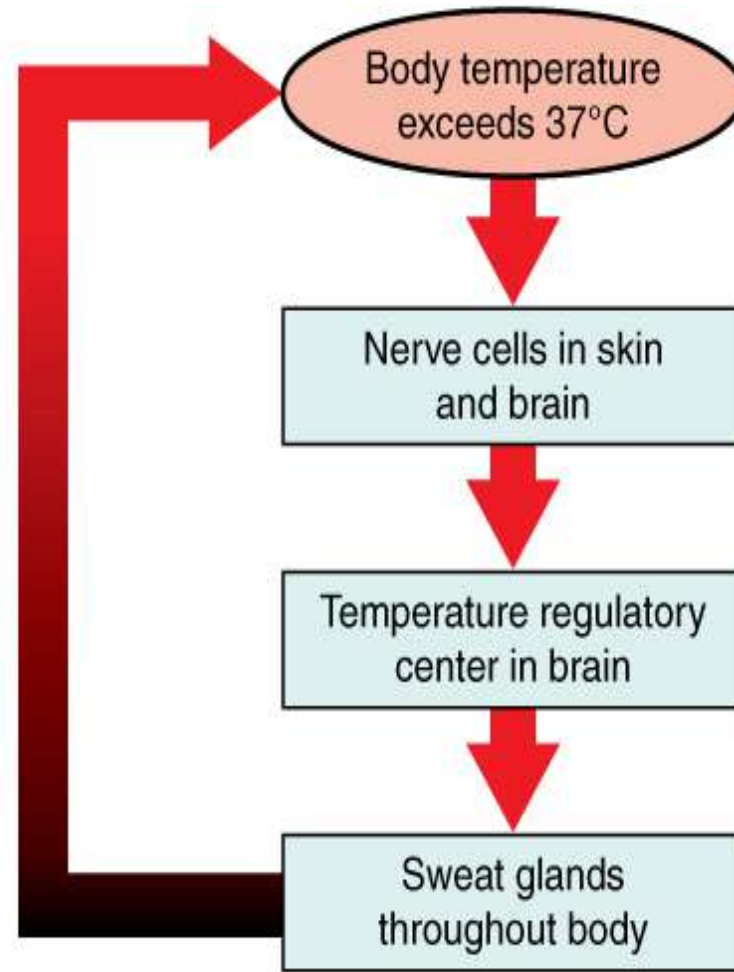 Body temperature
exceeds 37°C
Nerve cells in skin
and brain
Temperature regulatory
center in brain
Sweat glands
throughout body